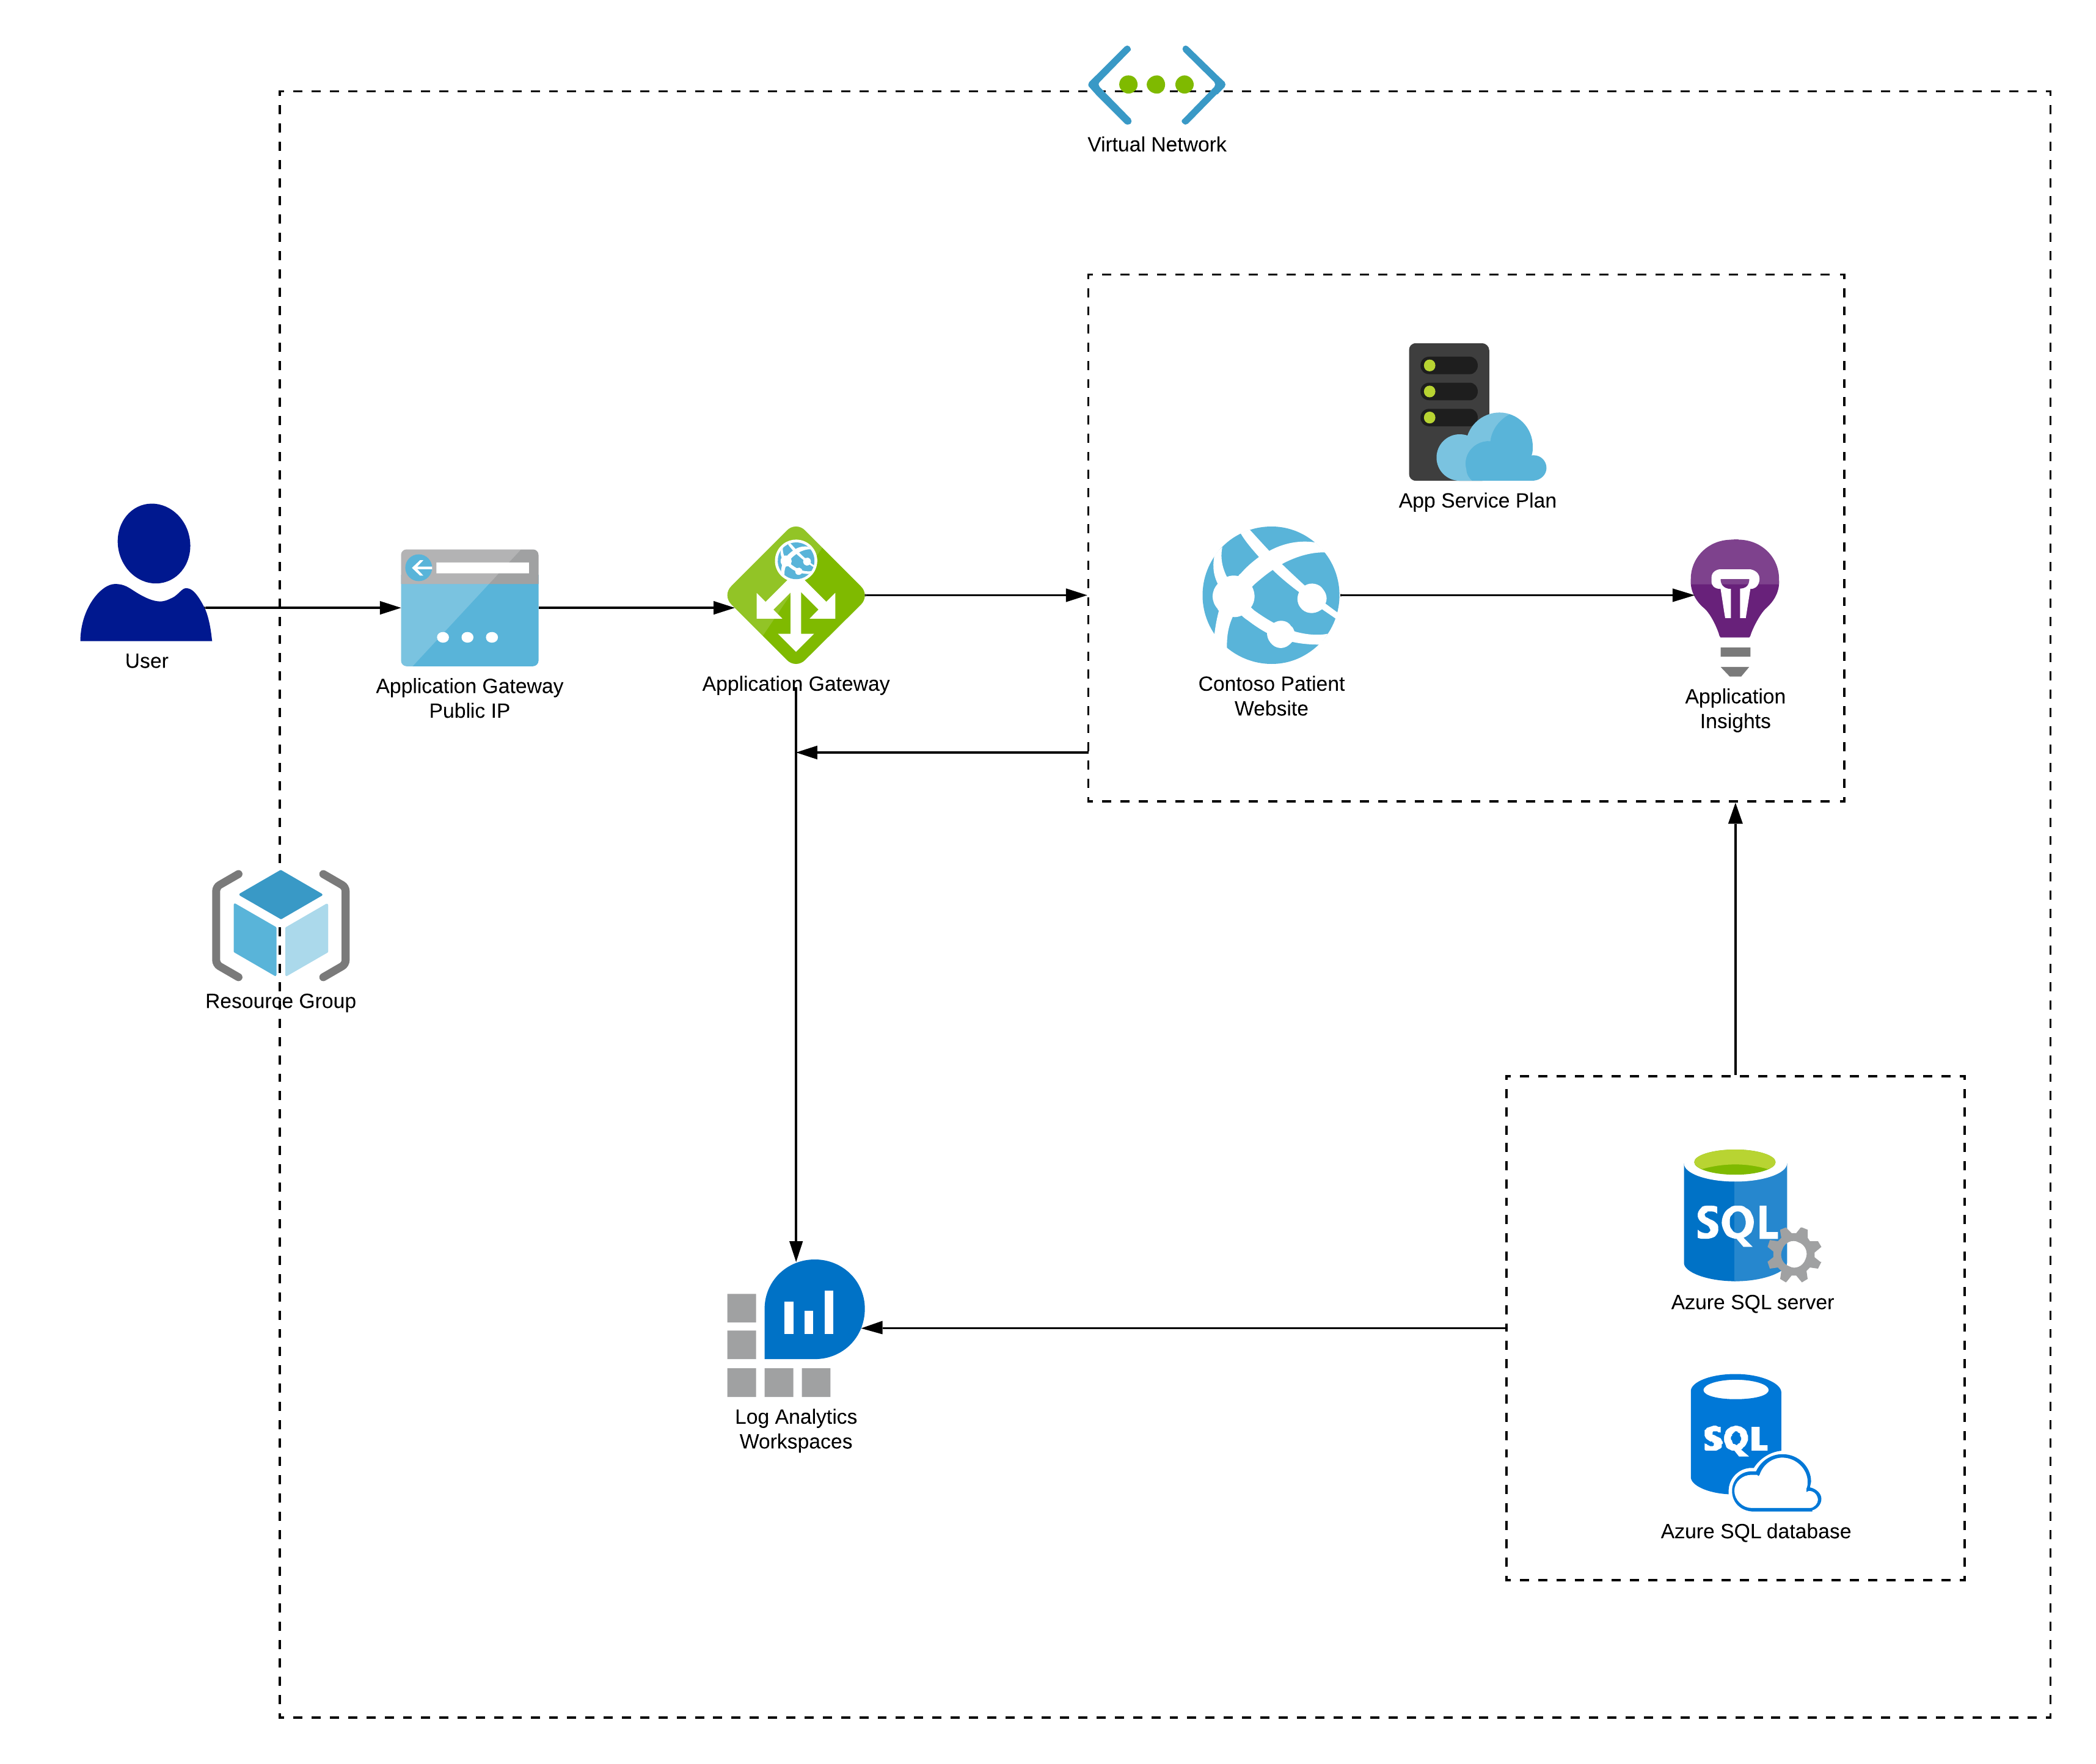 Virtual Network
App Service Plan
User
Application Gateway
Public IP
Application Gateway
Contoso Patient
Website
Application
Insights
Resource Group
SQL
Azure SQL server
Log Analytics
Workspaces
SQL
Azure SQL database